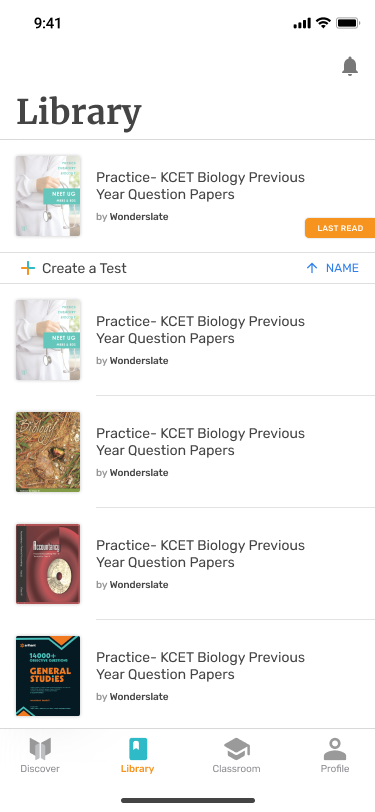 9:41
Library
NEET UG
Practice- KCET Biology Previous
Year Question Papers
by Wonderslate
LAST READ
Create a Test
NAME
NEET UG
Practice- KCET Biology Previous
Year Question Papers
by Wonderslate
Biology
Practice- KCET Biology Previous
Year Question Papers
by Wonderslate
Accountancy
Practice- KCET Biology Previous
Year Question Papers
by Wonderslate
arihant
14000+
OBJECTIVE QUESTIONS
GENERAL
STUDIES
Practice- KCET Biology Previous
Year Question Papers
by Wonderslate
Discover
Library
Classroom
Profile